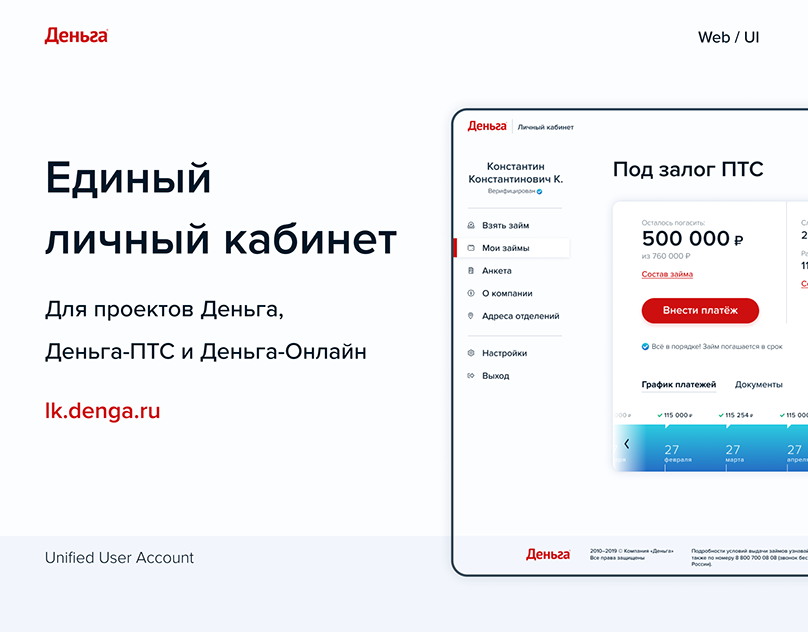 Деньга
Web / UI
Единый
личный кабинет
Для проектов Деньга,
Деньга-ПТС и Деньга-Онлайн
lk.denga.ru
Unified User Account
Деньга
Личный кабинет
Константин
Константинович К.
Верифицирован
Взять займ
Мои займы
Анкета
О компании
Адреса отделений
Настройки
Выход
Под залог ПТС
Осталось погасить:
500 000 ₽
из 760 000 ₽
Состав займа
Внести платёж
Всё в порядке! Займ погашается в срок
График платежей
Документы
115 000 ₽
115 254 ₽
115 000
27
февраля
27
марта
27
Деньга
2010–2019 © Компания «Деньга»
Все права защищены
Подробности условий выдачи займов
также по номеру 8 800 700 08 08 (звонок
России).